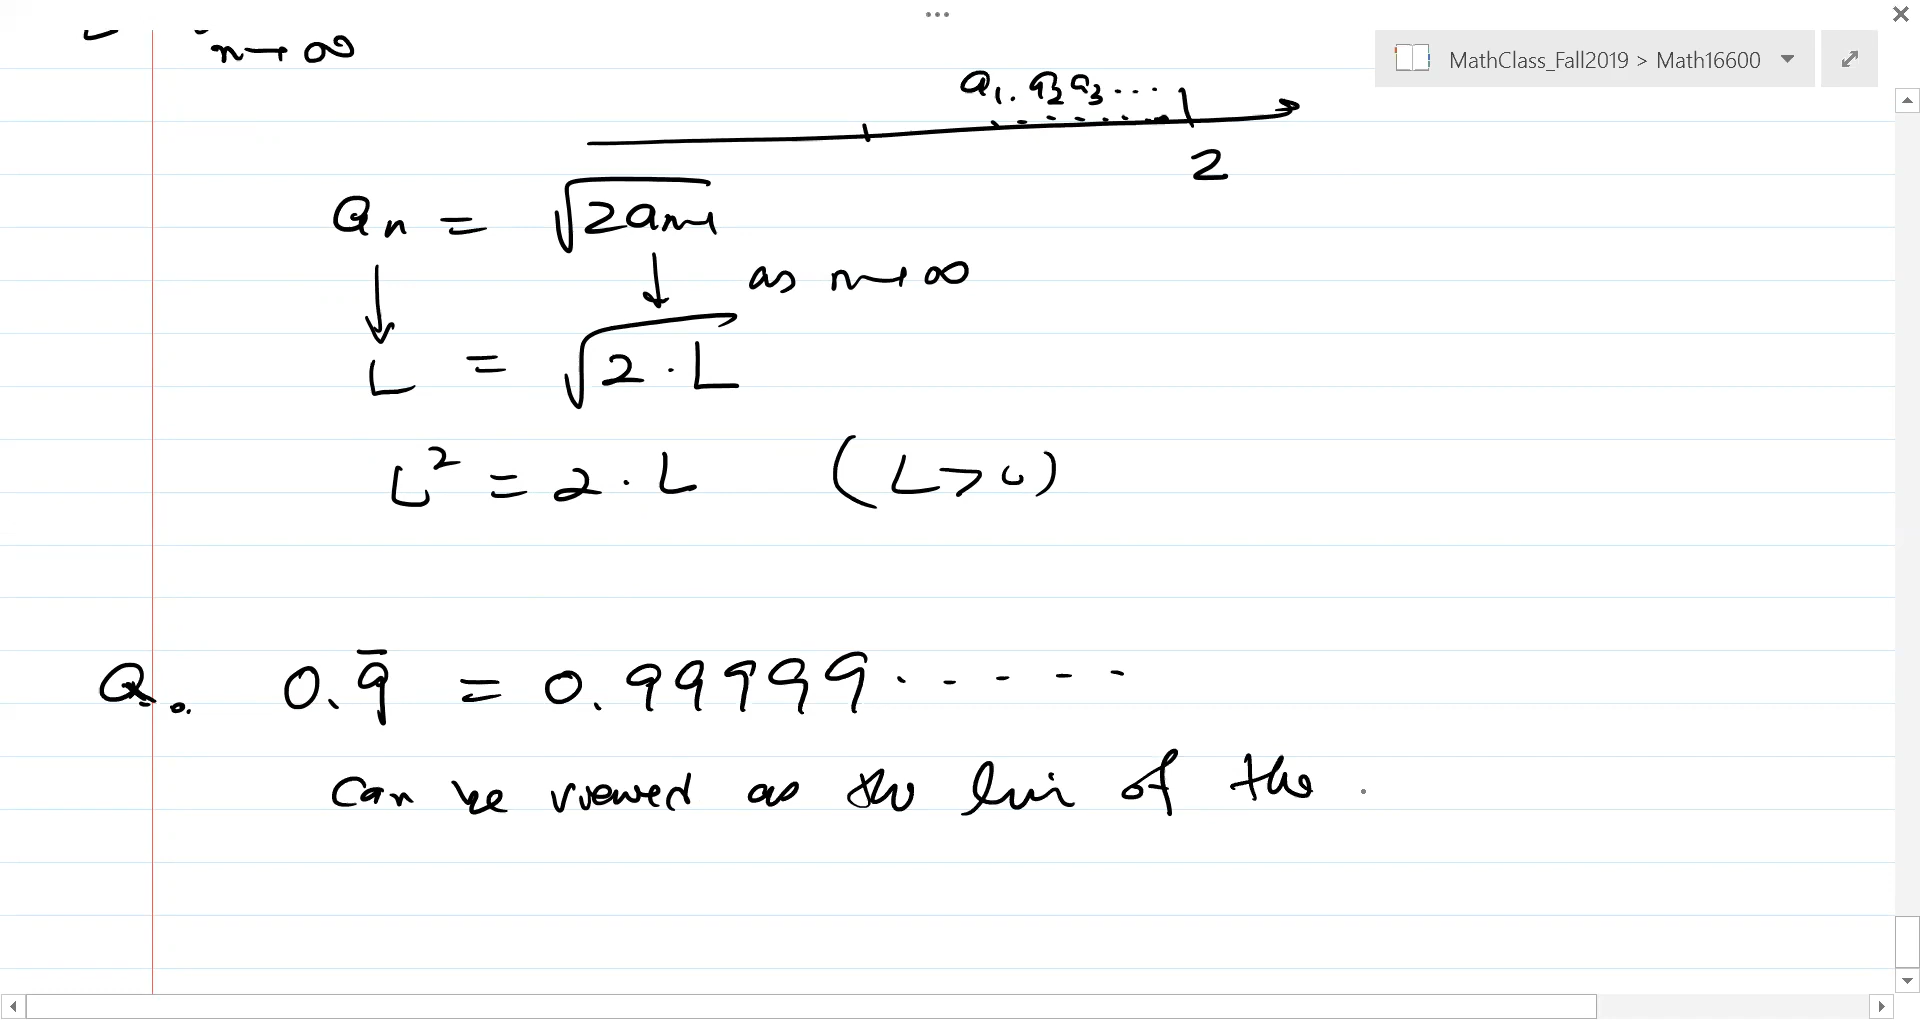 n→∞
MathClass_Fall2019 > Math16600
a₁. a₂ a₃ ...
2
aₙ = √2aₙ₋₁
↓ ↓ as n→∞
L = √2·L
L² = 2·L (L>0)
Q. 0.9̅ = 0.99999.....
can be viewed as the lim of the